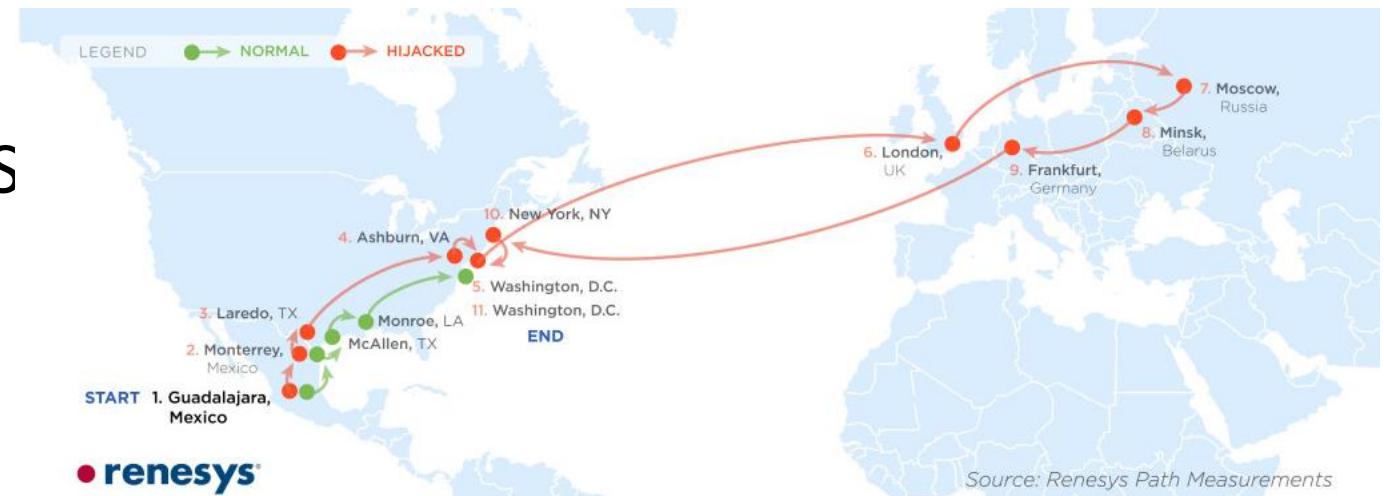 LEGEND NORMAL HIJACKED
S
7. Moscow,
Russia
8. Minsk,
Belarus
6. London,
UK
9. Frankfurt,
Germany
10. New York, NY
4. Ashburn, VA
5. Washington, D.C.
11. Washington, D.C.
END
3. Laredo, TX
Monroe, LA
McAllen, TX
2. Monterrey,
Mexico
START 1. Guadalajara,
Mexico
renesys
Source: Renesys Path Measurements